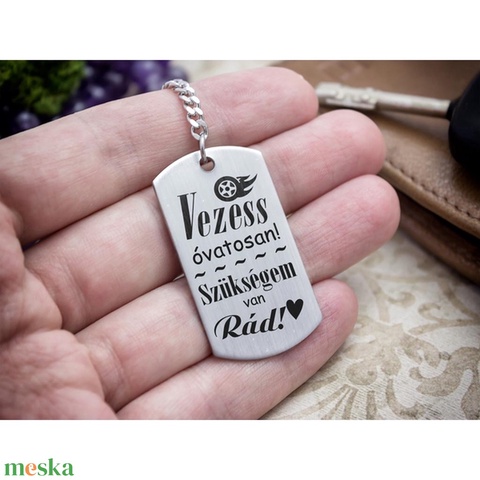 Vezess
óvatosan!
~ ~ ~ ~ ~
Szükségem
van
Rád!♥
meska